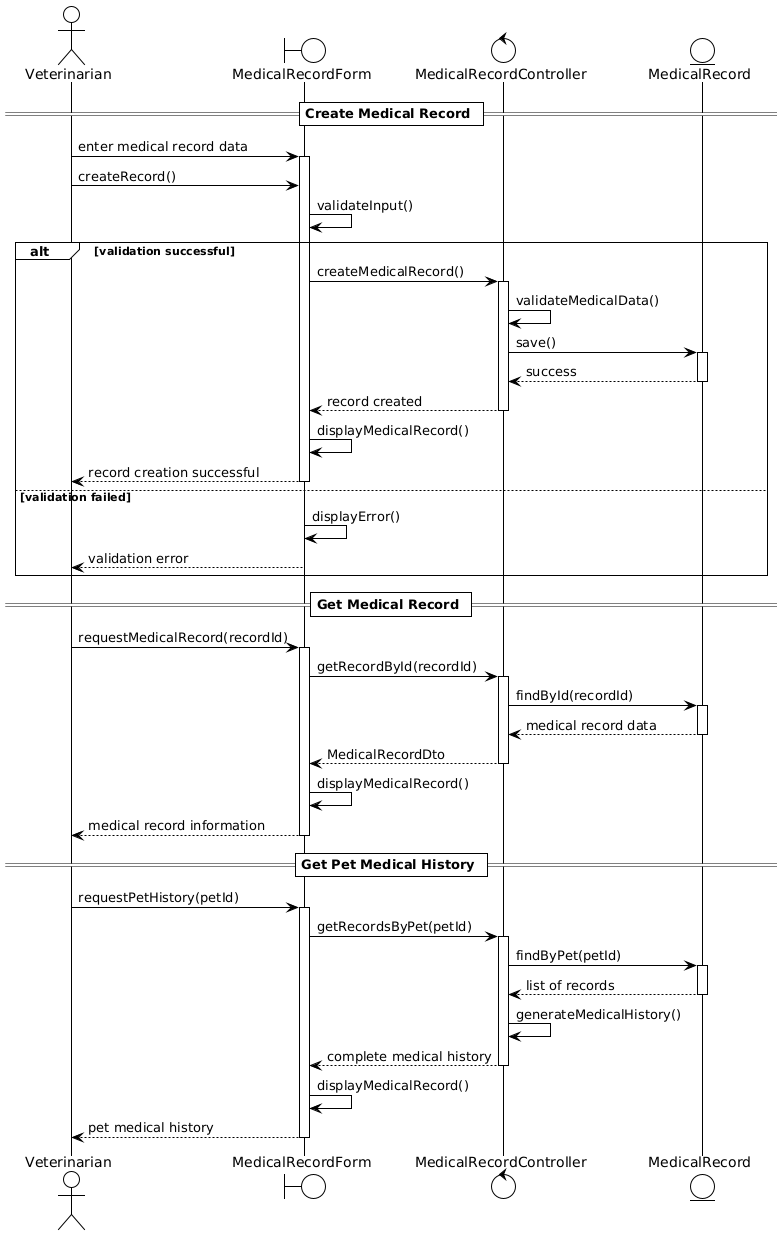 Veterinarian
MedicalRecordForm
MedicalRecordController
MedicalRecord
Create Medical Record
enter medical record data
createRecord()
validateInput()
alt
[validation successful]
createMedicalRecord()
validateMedicalData()
save()
success
record created
displayMedicalRecord()
record creation successful
[validation failed]
displayError()
validation error
Get Medical Record
requestMedicalRecord(recordId)
getRecordById(recordId)
findById(recordId)
medical record data
MedicalRecordDto
displayMedicalRecord()
medical record information
Get Pet Medical History
requestPetHistory(petId)
getRecordsByPet(petId)
findByPet(petId)
list of records
generateMedicalHistory()
complete medical history
displayMedicalRecord()
pet medical history
Veterinarian
MedicalRecordForm
MedicalRecordController
MedicalRecord